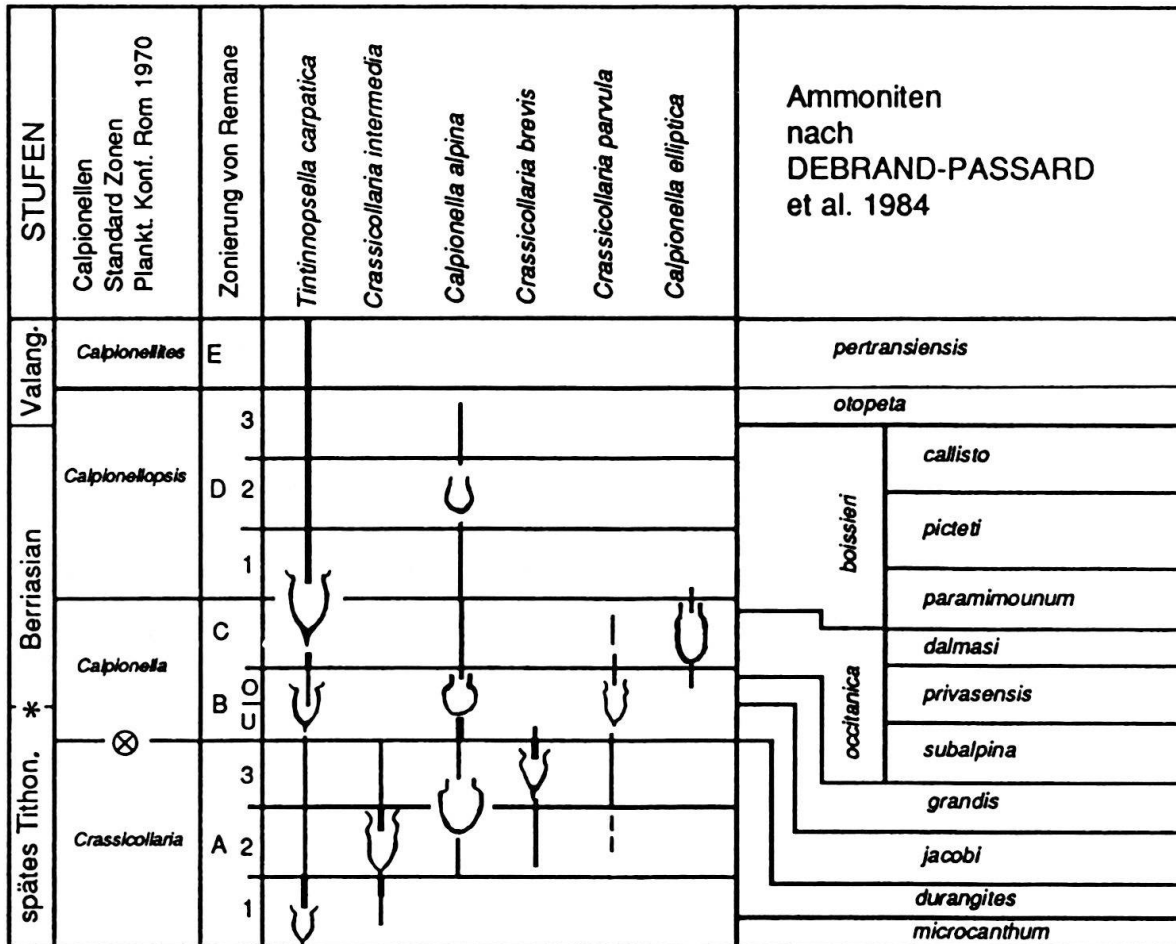 STUFEN
Calpionellen
Standard Zonen
Plankt. Konf. Rom 1970
Zonierung von Remane
Tintinnopsella carpatica
Crassicollaria intermedia
Calpionella alpina
Crassicollaria brevis
Crassicollaria parvula
Calpionella elliptica
Ammoniten
nach
DEBRAND-PASSARD
et al. 1984
Valang.
Berriasian
*
spätes Tithon.
Calpionellites
Calpionellopsis
Calpionella
⊗
Crassicollaria
E
D
3
2
1
C
B
O
U
A
3
2
1
pertransiensis
otopeta
boissieri
callisto
picteti
paramimounum
occitanica
dalmasi
privasensis
subalpina
grandis
jacobi
durangites
microcanthum